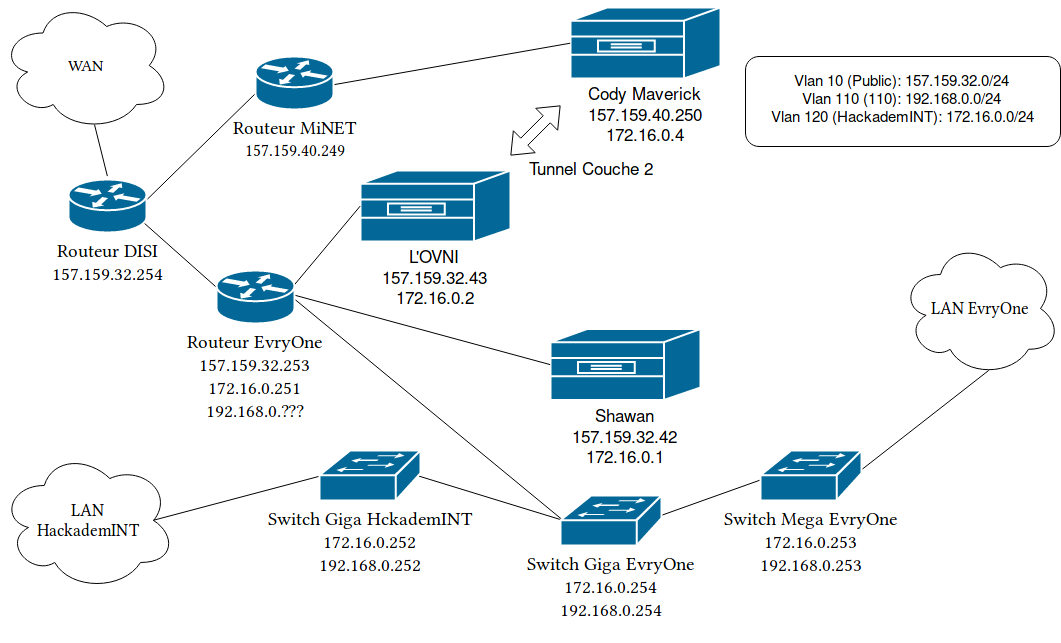 WAN
Routeur MiNET
157.159.40.249
Cody Maverick
157.159.40.250
172.16.0.4
Vlan 10 (Public): 157.159.32.0/24
Vlan 110 (110): 192.168.0.0/24
Vlan 120 (HackademINT): 172.16.0.0/24
Tunnel Couche 2
Routeur DISI
157.159.32.254
L'OVNI
157.159.32.43
172.16.0.2
Routeur EvryOne
157.159.32.253
172.16.0.251
192.168.0.???
LAN EvryOne
Shawan
157.159.32.42
172.16.0.1
LAN
HackademINT
Switch Giga HckademINT
172.16.0.252
192.168.0.252
Switch Giga EvryOne
172.16.0.254
192.168.0.254
Switch Mega EvryOne
172.16.0.253
192.168.0.253